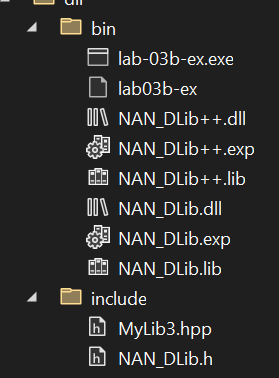 dll
bin
lab-03b-ex.exe
lab03b-ex
NAN_DLib++.dll
NAN_DLib++.exp
NAN_DLib++.lib
NAN_DLib.dll
NAN_DLib.exp
NAN_DLib.lib
include
MyLib3.hpp
NAN_DLib.h